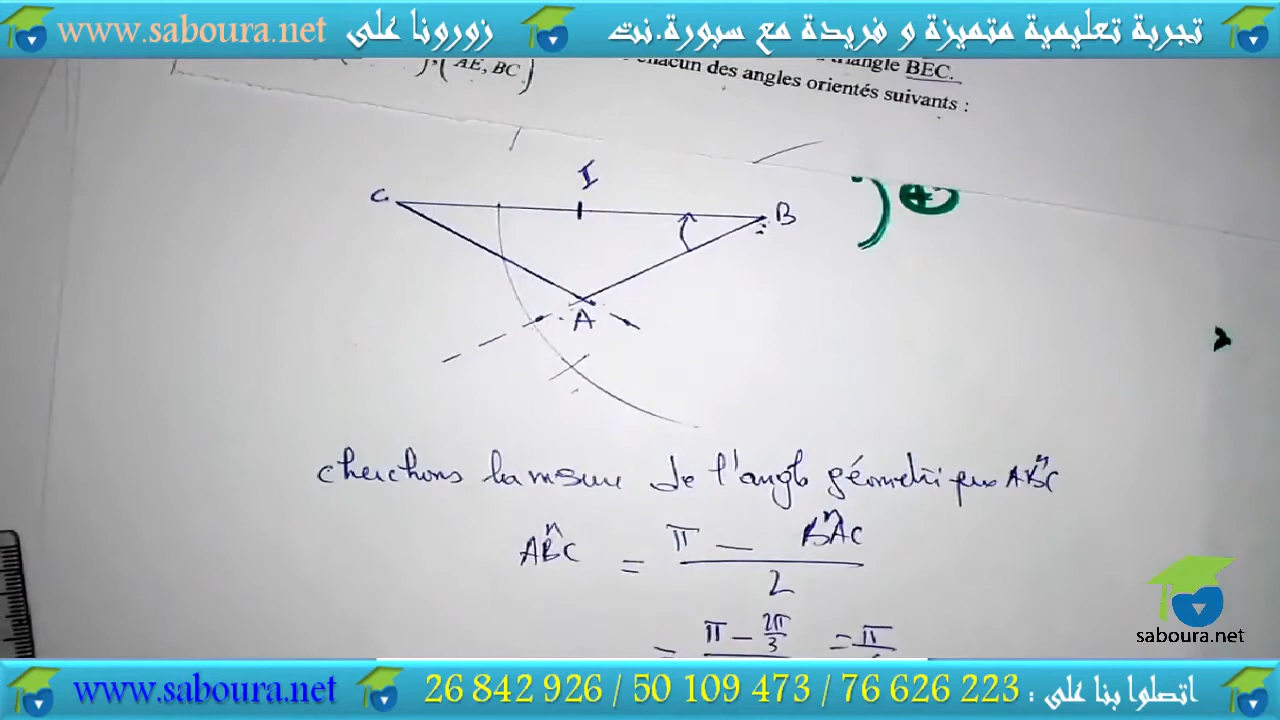 www.saboura.net زورونا على تجربة تعليمية متميزة و فريدة مع سبورة.نت
triangle BEC.
(AE, BC)
chacun des angles orientés suivants :
I
C
B
A
cherchons la mesure de l'angle géométrique ABC
ABC = π - BAC / 2
= π - 2π/3 = π
saboura.net
www.saboura.net 26 842 926 / 50 109 473 / 76 626 223 : اتصلوا بنا على